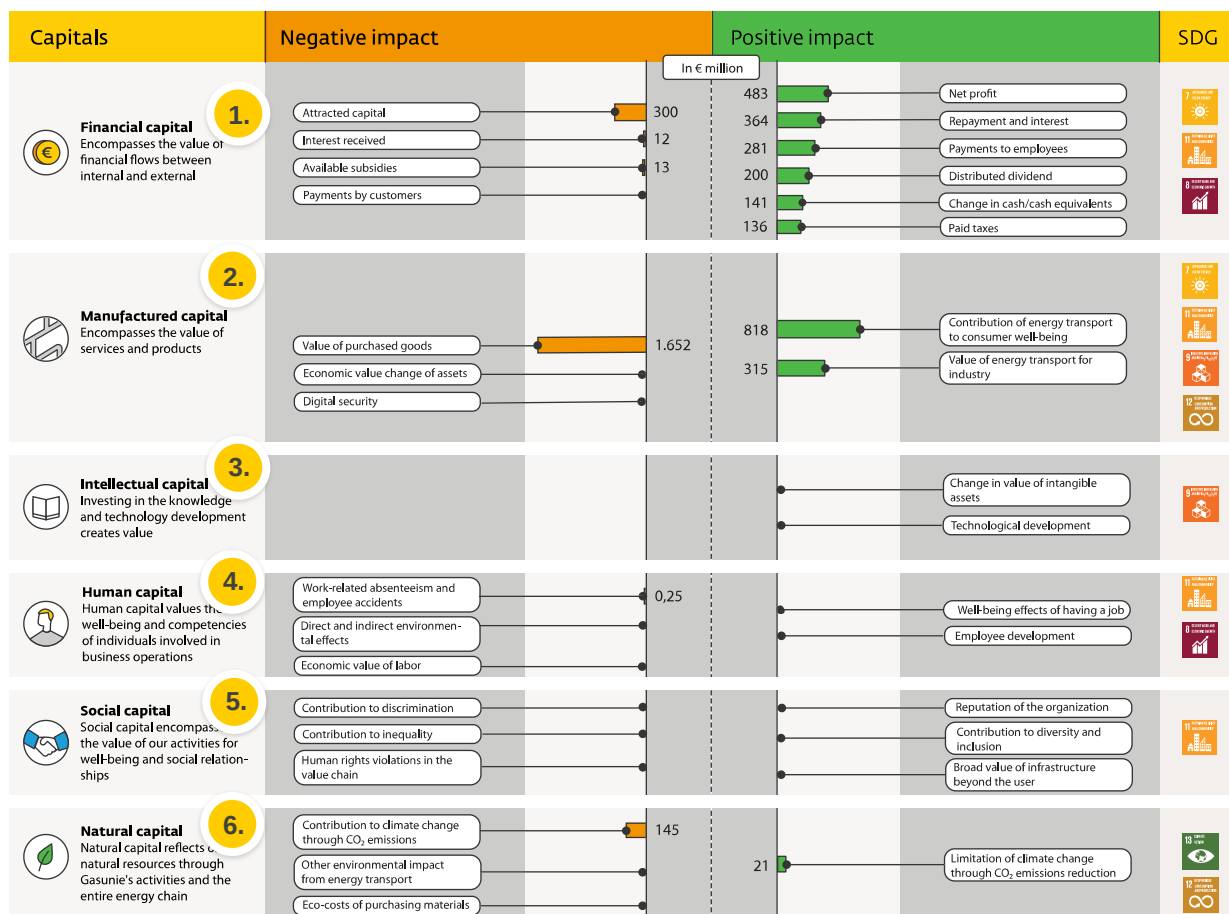 Capitals
Negative impact
Positive impact
SDG
In € million
1.
Financial capital
Encompasses the value of
financial flows between
internal and external
Attracted capital
300
Interest received
12
Available subsidies
13
Payments by customers
483
Net profit
364
Repayment and interest
281
Payments to employees
200
Distributed dividend
141
Change in cash/cash equivalents
136
Paid taxes
7
11
8
2.
Manufactured capital
Encompasses the value of
services and products
Value of purchased goods
1.652
Economic value change of assets
Digital security
818
Contribution of energy transport
to consumer well-being
315
Value of energy transport for
industry
7
11
9
12
3.
Intellectual capital
Investing in the knowledge
and technology development
creates value
Change in value of intangible
assets
Technological development
9
4.
Human capital
Human capital values the
well-being and competencies
of individuals involved in
business operations
Work-related absenteeism and
employee accidents
0,25
Direct and indirect environmen-
tal effects
Economic value of labor
Well-being effects of having a job
Employee development
11
8
5.
Social capital
Social capital
the value of our activities for
well-being and social relation-
ships
Contribution to discrimination
Contribution to inequality
Human rights violations in the
value chain
Reputation of the organization
Contribution to diversity and
inclusion
Broad value of infrastructure
beyond the user
11
6.
Natural capital
Natural capital reflects
natural resources through
Gasunie's activities and the
entire energy chain
Contribution to climate change
through CO₂ emissions
145
Other environmental impact
from energy transport
Eco-costs of purchasing materials
21
Limitation of climate change
through CO₂ emissions reduction
13
12